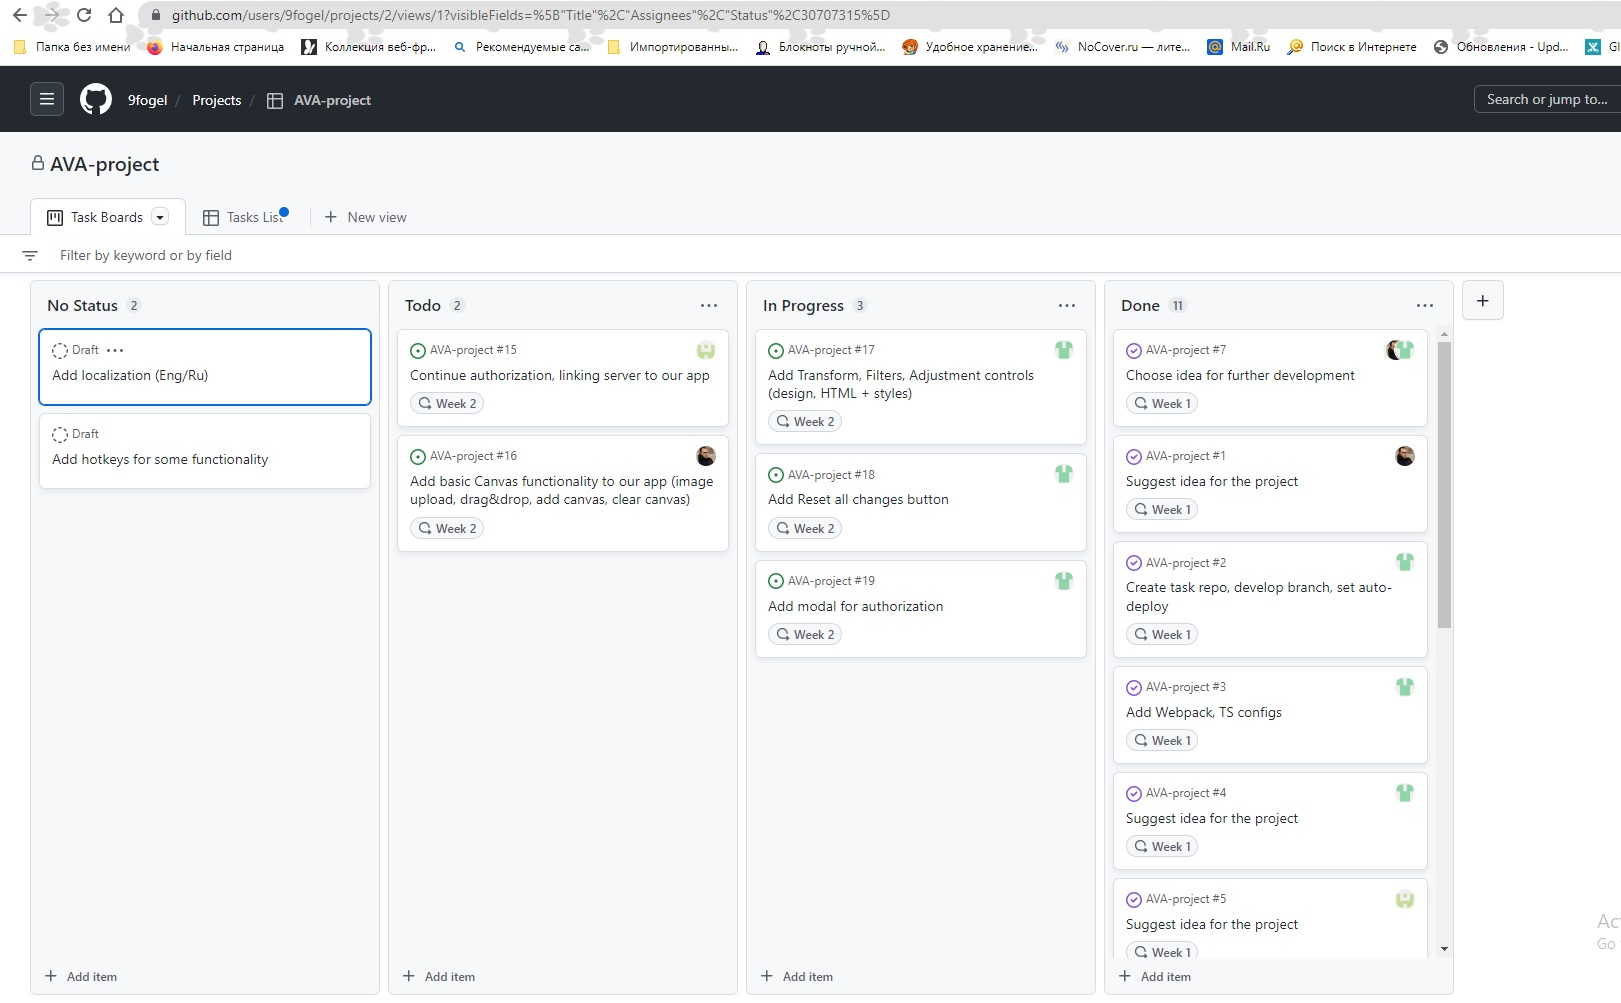 github.com/users/9fogel/projects/2/views/1?visibleFields=%5B"Title"%2C"Assignees"%2C"Status"%2C30707315%5D
Папка без имени
Начальная страница
Коллекция веб-фр...
Рекомендуемые са...
Импортированны...
Блокноты ручной...
Удобное хранение...
NoCover.ru — лите...
Mail.Ru
Поиск в Интернете
Обновления - Upd...
9fogel / Projects / AVA-project
Search or jump to...
AVA-project
Task Boards
Tasks List
New view
Filter by keyword or by field
No Status 2
Draft ...
Add localization (Eng/Ru)
Draft
Add hotkeys for some functionality
+ Add item
Todo 2 ...
AVA-project #15
Continue authorization, linking server to our app
Week 2
AVA-project #16
Add basic Canvas functionality to our app (image
upload, drag&drop, add canvas, clear canvas)
Week 2
+ Add item
In Progress 3 ...
AVA-project #17
Add Transform, Filters, Adjustment controls
(design, HTML + styles)
Week 2
AVA-project #18
Add Reset all changes button
Week 2
AVA-project #19
Add modal for authorization
Week 2
+ Add item
Done 11 ...
AVA-project #7
Choose idea for further development
Week 1
AVA-project #1
Suggest idea for the project
Week 1
AVA-project #2
Create task repo, develop branch, set auto-
deploy
Week 1
AVA-project #3
Add Webpack, TS configs
Week 1
AVA-project #4
Suggest idea for the project
Week 1
AVA-project #5
Suggest idea for the project
Week 1
+ Add item
Go